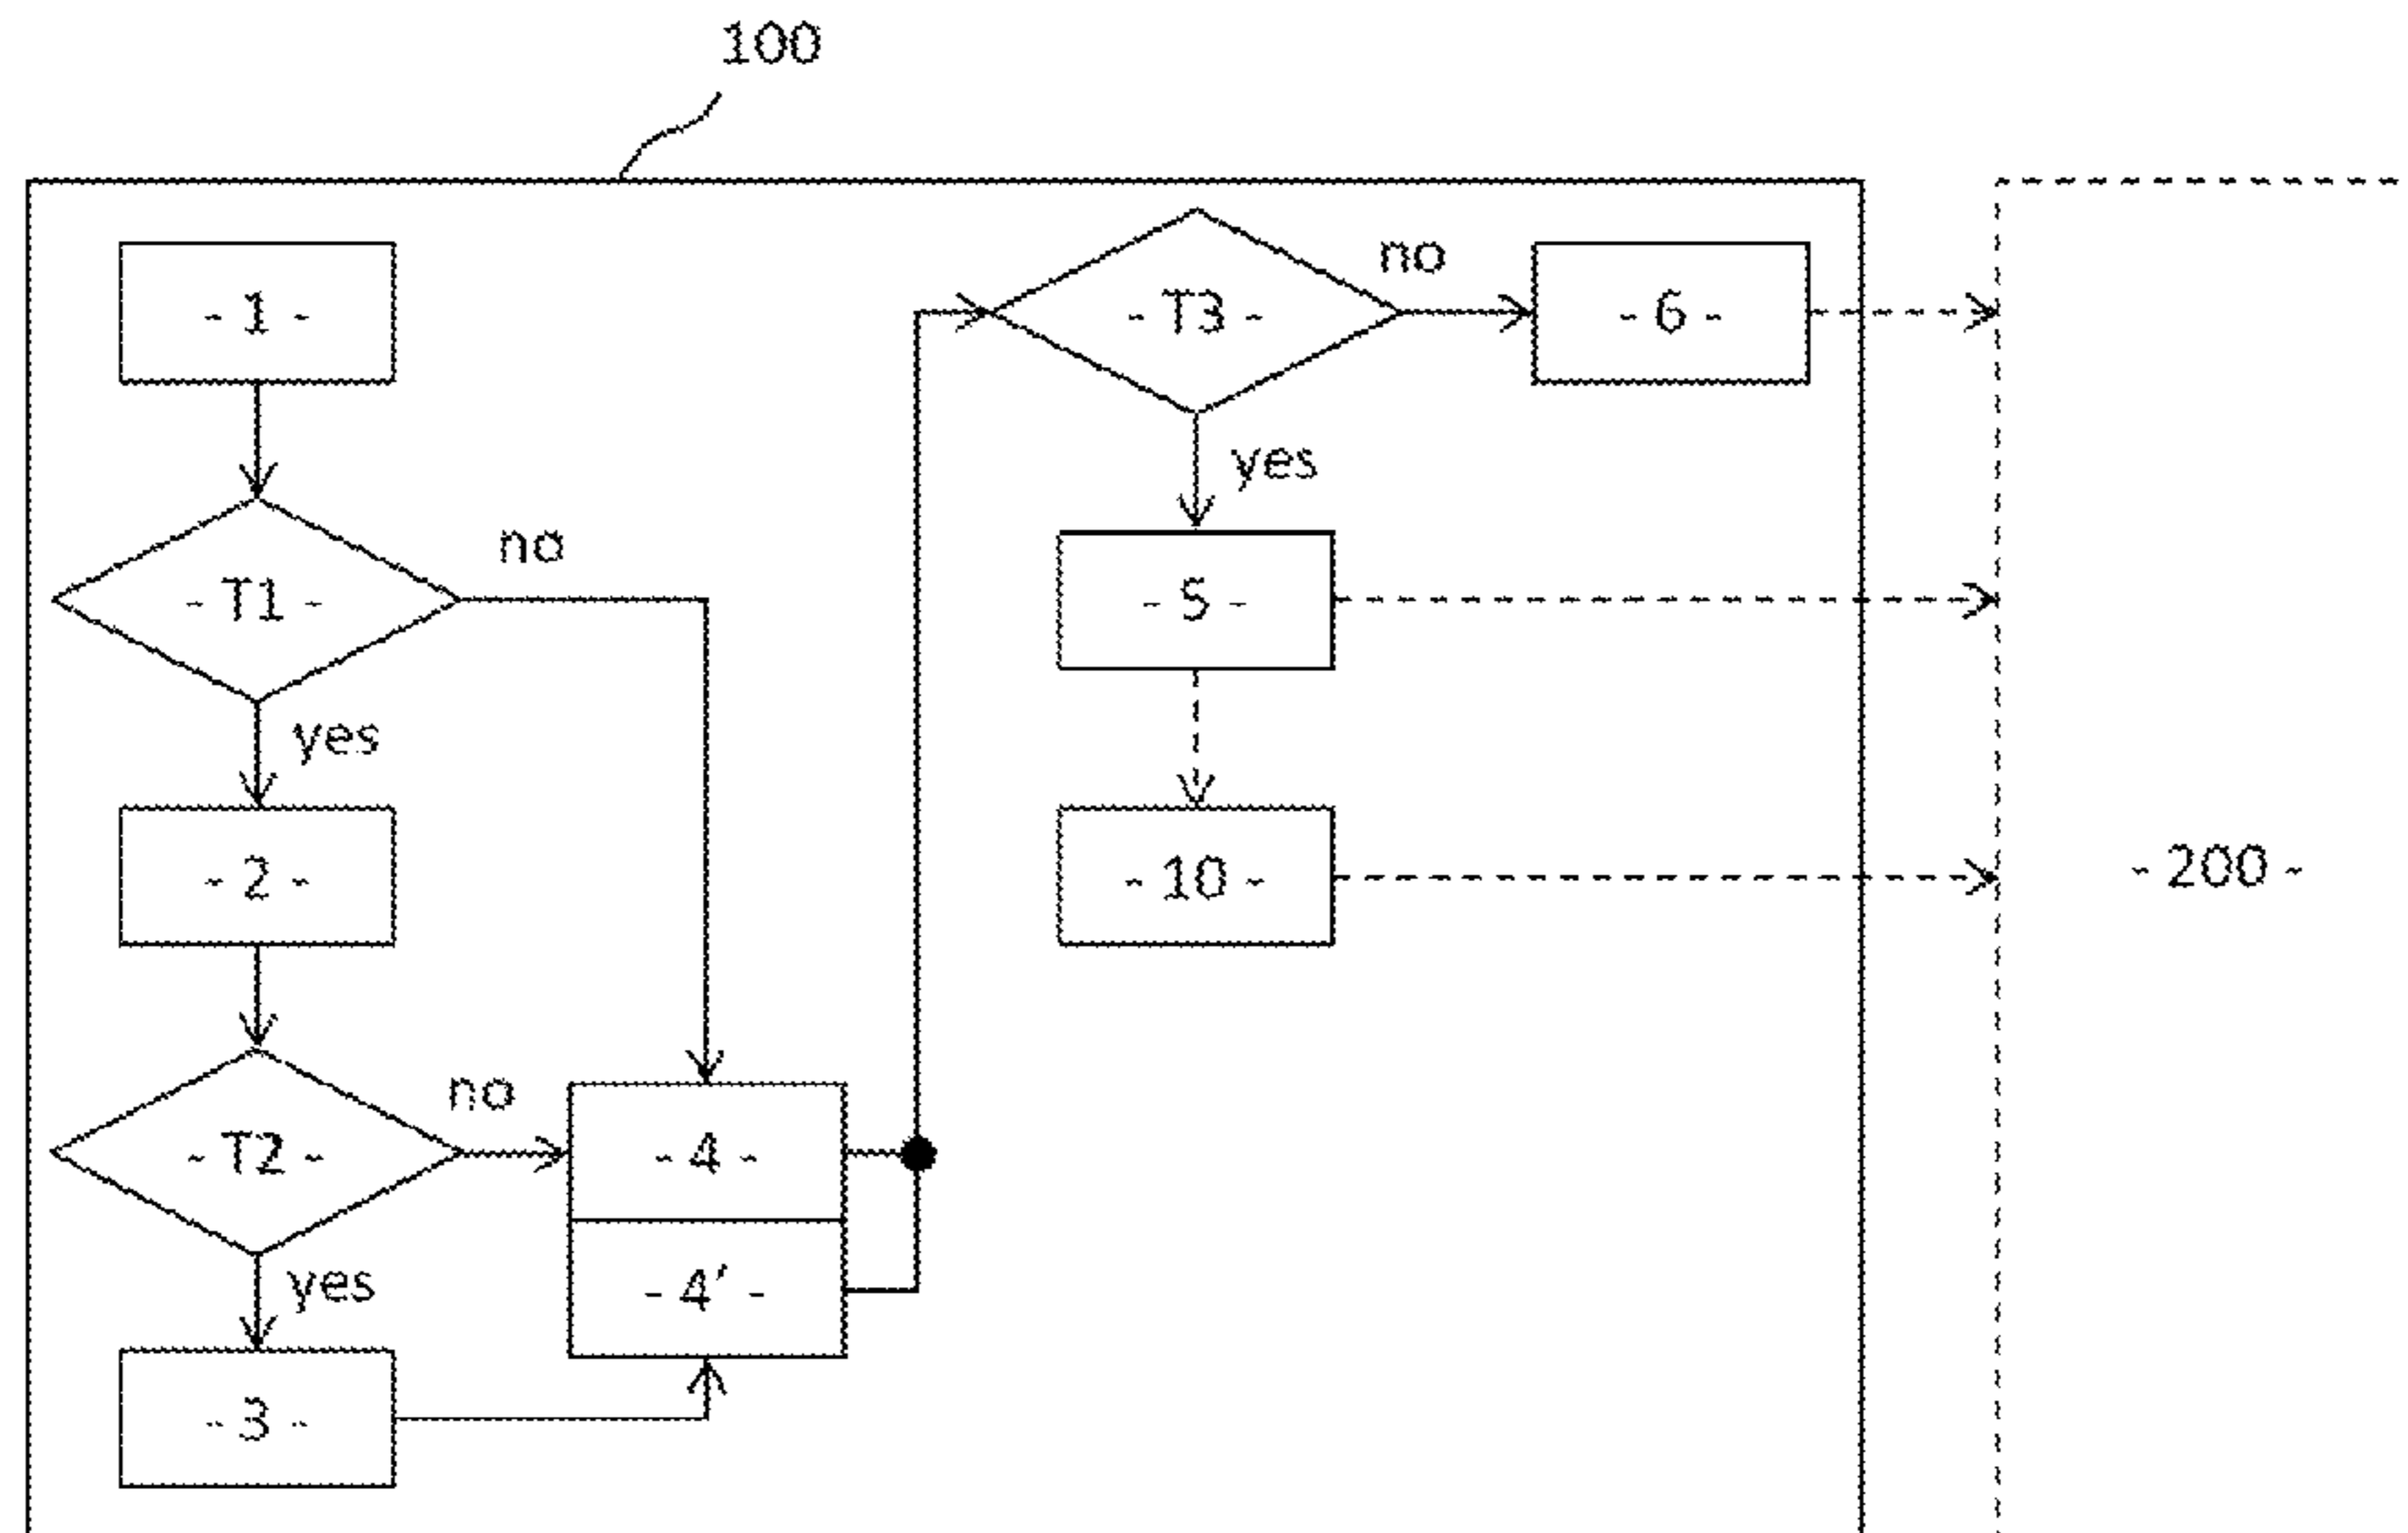 100
- 1 -
- T3 -
no
- 6 -
yes
- T1 -
no
- 5 -
yes
- 2 -
- 10 -
- 200 -
- T2 -
no
- 4 -
yes
- 4’ -
- 3 -